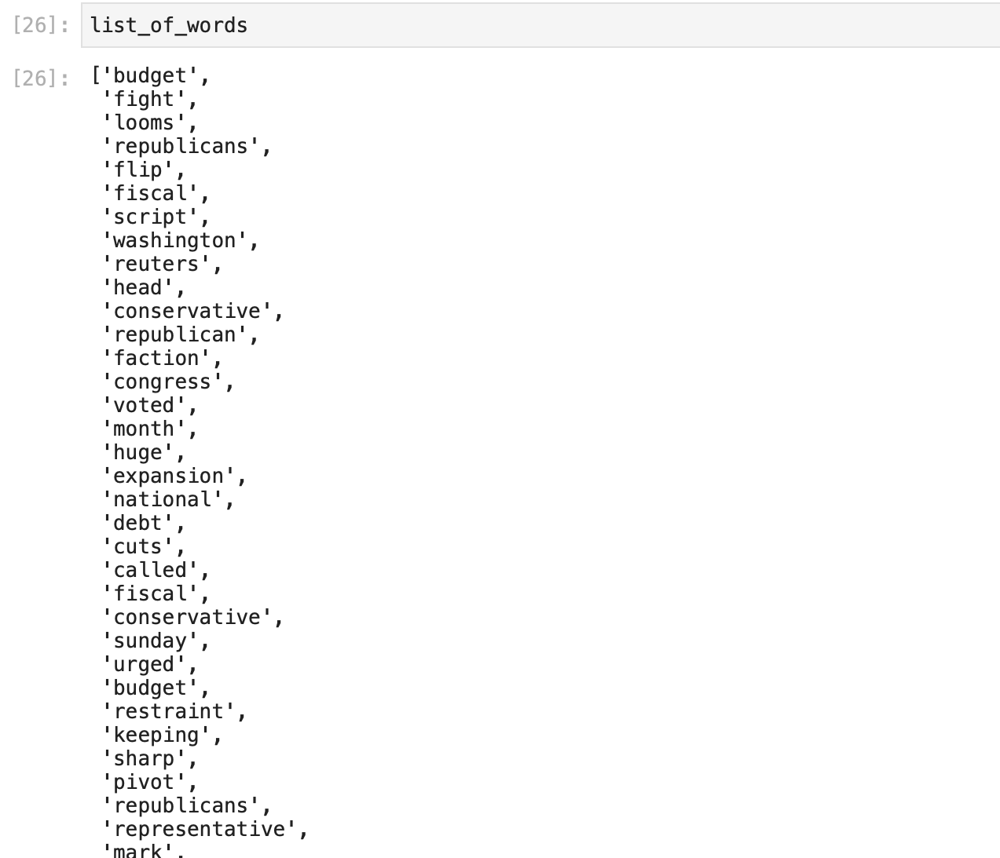 [26]: list_of_words
[26]: ['budget',
'fight',
'looms',
'republicans',
'flip',
'fiscal',
'script',
'washington',
'reuters',
'head',
'conservative',
'republican',
'faction',
'congress',
'voted',
'month',
'huge',
'expansion',
'national',
'debt',
'cuts',
'called',
'fiscal',
'conservative',
'sunday',
'urged',
'budget',
'restraint',
'keeping',
'sharp',
'pivot',
'republicans',
'representative',
'mark',